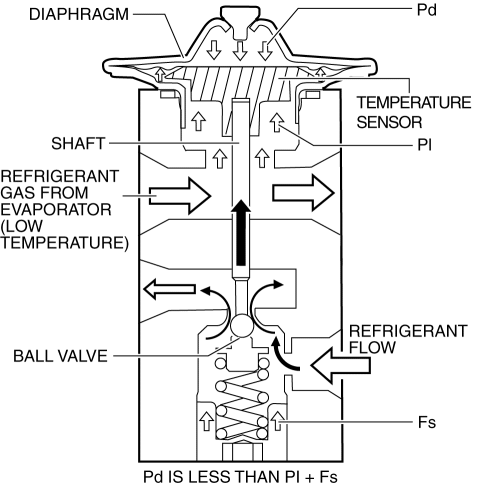 DIAPHRAGM
Pd
TEMPERATURE
SENSOR
SHAFT
Pl
REFRIGERANT
GAS FROM
EVAPORATOR
(LOW
TEMPERATURE)
REFRIGERANT
FLOW
BALL VALVE
Fs
Pd IS LESS THAN Pl + Fs